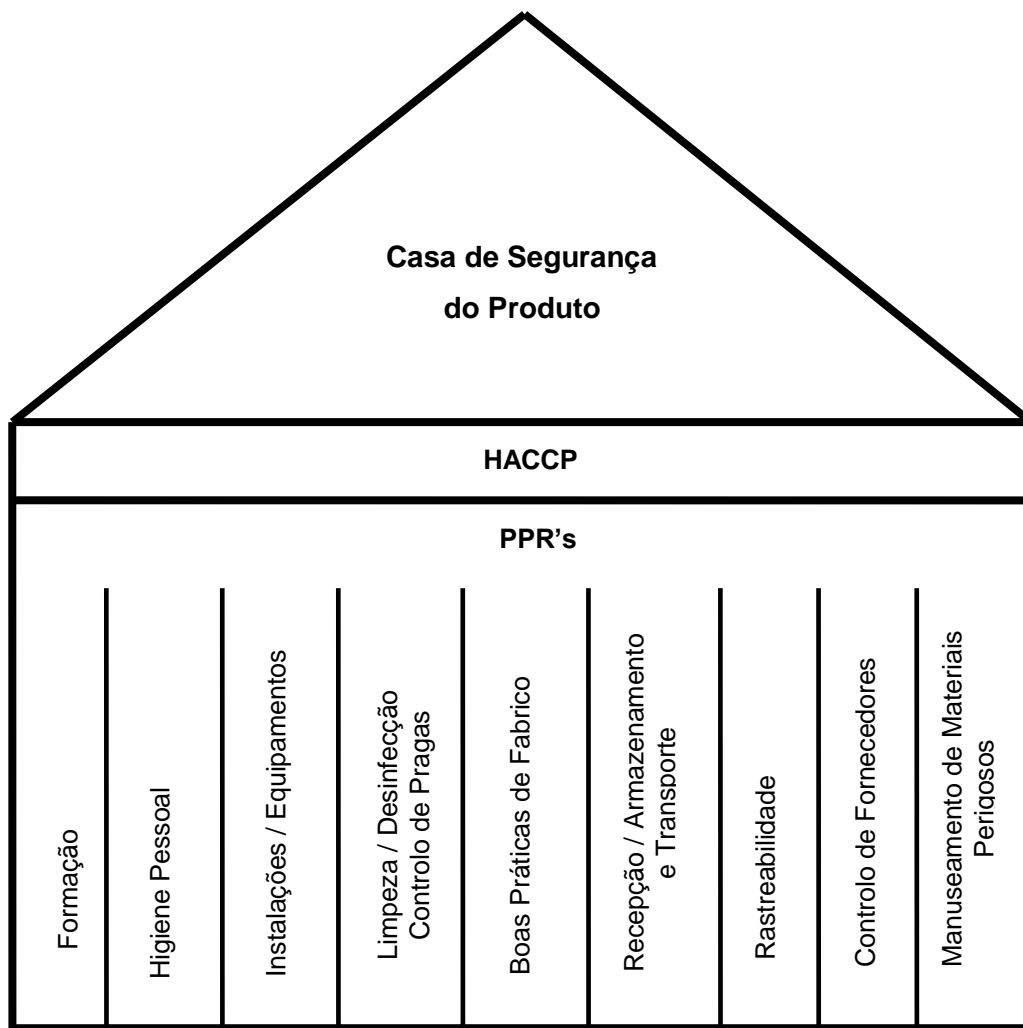 Casa de Segurança
do Produto
HACCP
PPR's
Formação
Higiene Pessoal
Instalações / Equipamentos
Limpeza / Desinfecção
Controlo de Pragas
Boas Práticas de Fabrico
Recepção / Armazenamento
e Transporte
Rastreabilidade
Controlo de Fornecedores
Manuseamento de Materiais
Perigosos